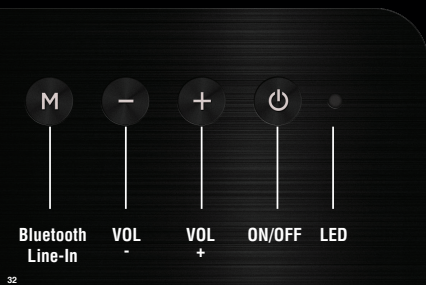 M - +
Bluetooth VOL VOL ON/OFF LED
Line-In - +
32